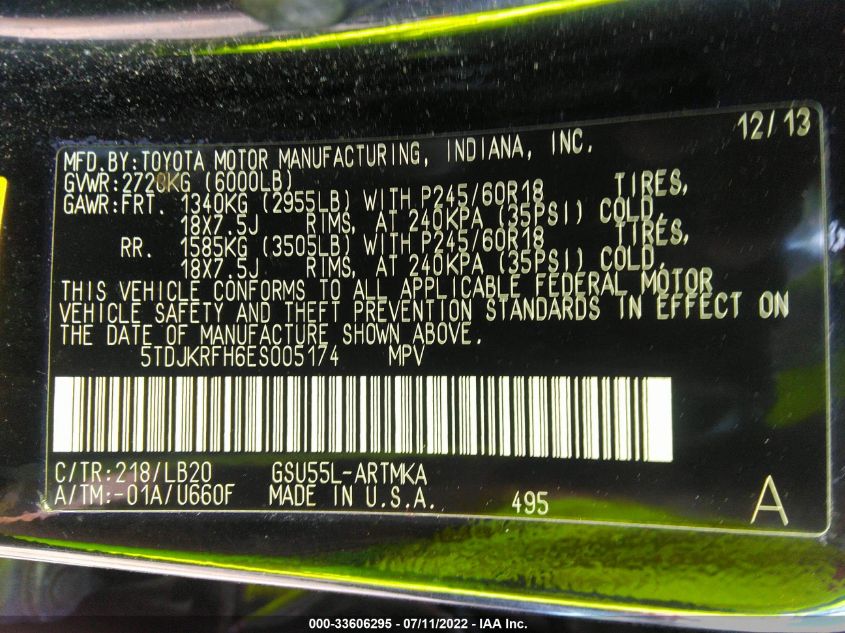 12/13
MFD.BY:TOYOTA MOTOR MANUFACTURING, INDIANA, INC.
GVWR:2720KG (6000LB)
GAWR:FRT. 1340KG (2955LB) WITH P245/60R18 TIRES,
18X7.5J RIMS, AT 240KPA (35PSI) COLD,
RR. 1585KG (3505LB) WITH P245/60R18 TIRES,
18X7.5J RIMS, AT 240KPA (35PSI) COLD,
THIS VEHICLE CONFORMS TO ALL APPLICABLE FEDERAL MOTOR
VEHICLE SAFETY AND THEFT PREVENTION STANDARDS IN EFFECT ON
THE DATE OF MANUFACTURE SHOWN ABOVE.
5TDJKRFH6ES005174 MPV
C/TR:218/LB20 GSU55L-ARTMKA
A/TM:-01A/U660F MADE IN U.S.A. 495 A
000-33606295 - 07/11/2022 - IAA Inc.